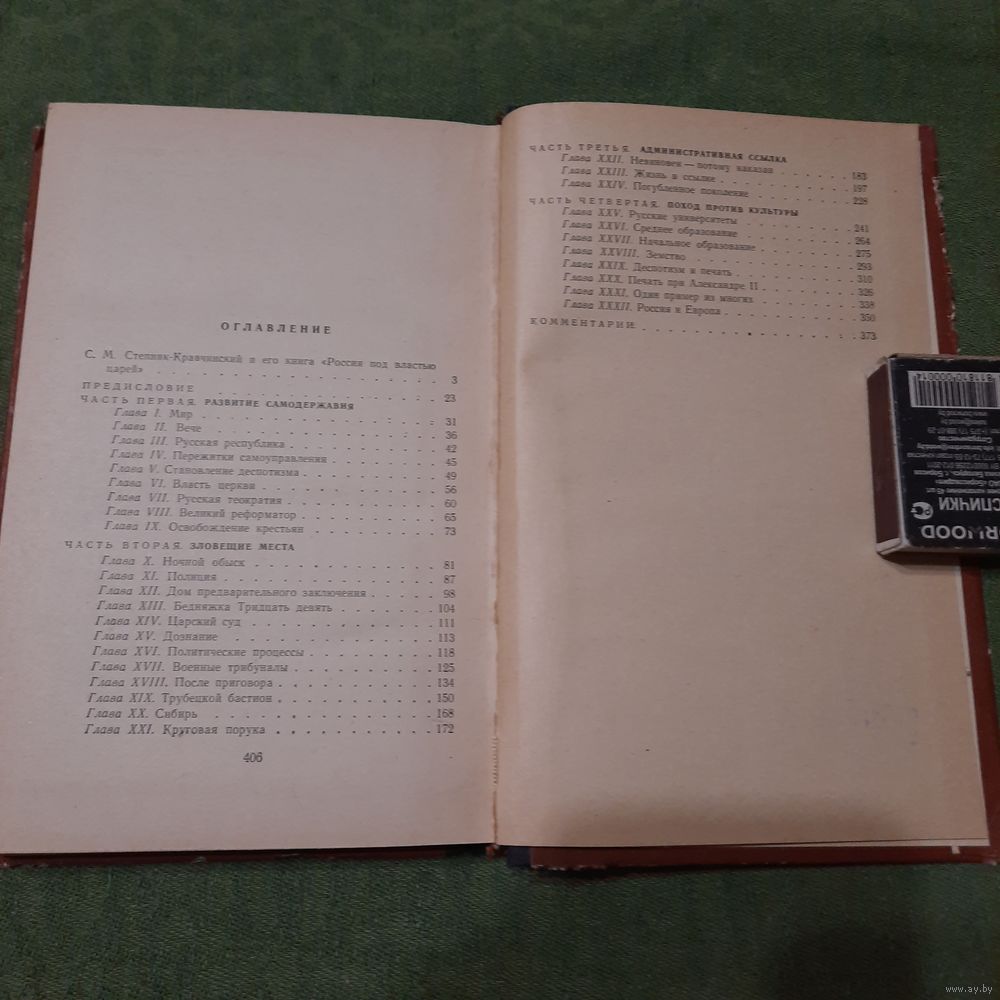 ОГЛАВЛЕНИЕ
С. М. Степняк-Кравчинский и его книга «Россия под властью
царей» . . . . . . . . . . . . . . . . 3
ПРЕДИСЛОВИЕ . . . . . . . . . . . . . 23
ЧАСТЬ ПЕРВАЯ. РАЗВИТИЕ САМОДЕРЖАВИЯ
Глава I. Мир . . . . . . . . . . . . . 31
Глава II. Вече . . . . . . . . . . . . . 36
Глава III. Русская республика . . . . . . . . 42
Глава IV. Пережитки самоуправления . . . . . . 45
Глава V. Становление деспотизма . . . . . . . 49
Глава VI. Власть церкви . . . . . . . . . . 56
Глава VII. Русская теократия . . . . . . . . 60
Глава VIII. Великий реформатор . . . . . . . 65
Глава IX. Освобождение крестьян . . . . . . . 73
ЧАСТЬ ВТОРАЯ. ЗЛОВЕЩИЕ МЕСТА
Глава X. Ночной обыск . . . . . . . . . . 81
Глава XI. Полиция . . . . . . . . . . . . 87
Глава XII. Дом предварительного заключения . . . . 98
Глава XIII. Бедняжка Тридцать девять . . . . . . 104
Глава XIV. Царский суд . . . . . . . . . . 111
Глава XV. Дознание . . . . . . . . . . . 113
Глава XVI. Политические процессы . . . . . . . 118
Глава XVII. Военные трибуналы . . . . . . . . 125
Глава XVIII. После приговора . . . . . . . . 134
Глава XIX. Трубецкой бастион . . . . . . . . 150
Глава XX. Сибирь . . . . . . . . . . . . 168
Глава XXI. Круговая порука . . . . . . . . . 172
406
ЧАСТЬ ТРЕТЬЯ. АДМИНИСТРАТИВНАЯ ССЫЛКА
Глава XXII. Невиновен — потому наказан . . . . . 183
Глава XXIII. Жизнь в ссылке . . . . . . . . . 197
Глава XXIV. Погубленное поколение . . . . . . . 228
ЧАСТЬ ЧЕТВЕРТАЯ. ПОХОД ПРОТИВ КУЛЬТУРЫ
Глава XXV. Русские университеты . . . . . . . 241
Глава XXVI. Среднее образование . . . . . . . 264
Глава XXVII. Начальное образование . . . . . . 275
Глава XXVIII. Земство . . . . . . . . . . 293
Глава XXIX. Деспотизм и печать . . . . . . . 310
Глава XXX. Печать при Александре II . . . . . . 326
Глава XXXI. Один пример из многих . . . . . . 338
Глава XXXII. Россия и Европа . . . . . . . . 350
КОММЕНТАРИИ . . . . . . . . . . . . . 373
811810 000014
СПИЧКИ
RWOOD
www.ay.by